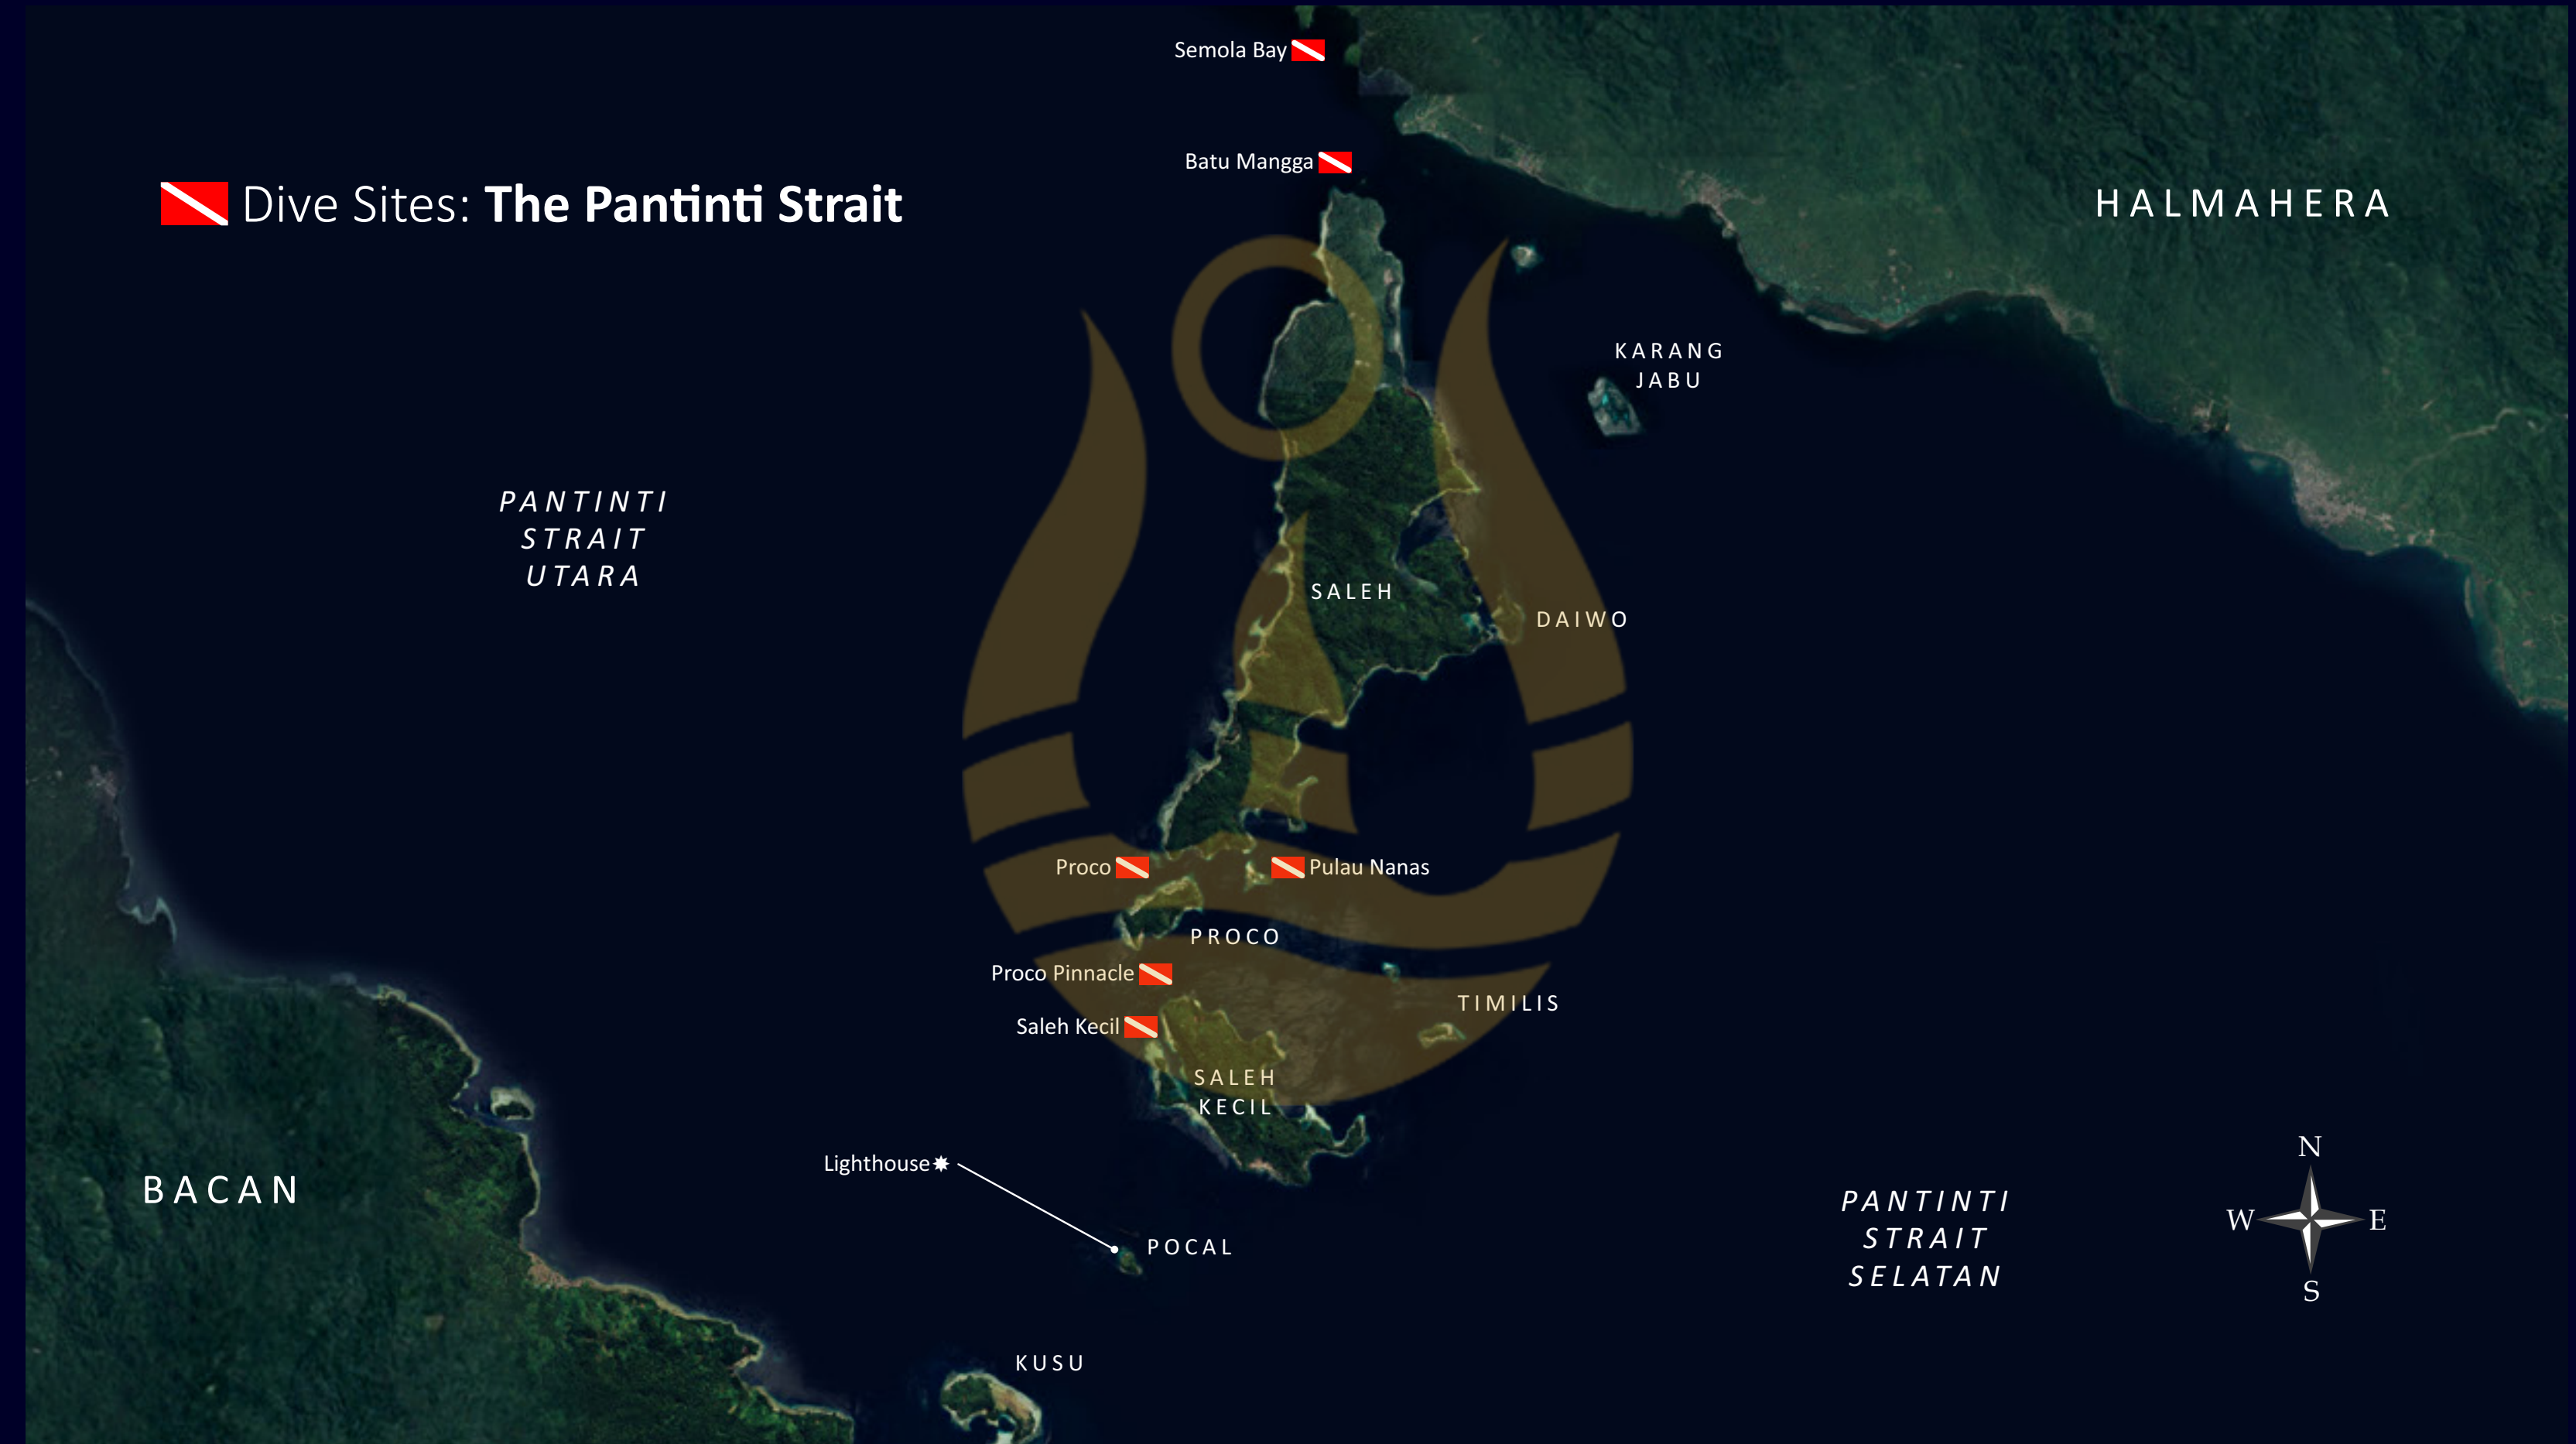 Semola Bay
Batu Mangga
Dive Sites: The Pantinti Strait
HALMAHERA
KARANG
JABU
PANTINTI
STRAIT
UTARA
SALEH
DAIWO
Proco
Pulau Nanas
PROCO
Proco Pinnacle
TIMILIS
Saleh Kecil
SALEH
KECIL
Lighthouse
BACAN
POCAL
PANTINTI
STRAIT
SELATAN
N
W
E
S
KUSU